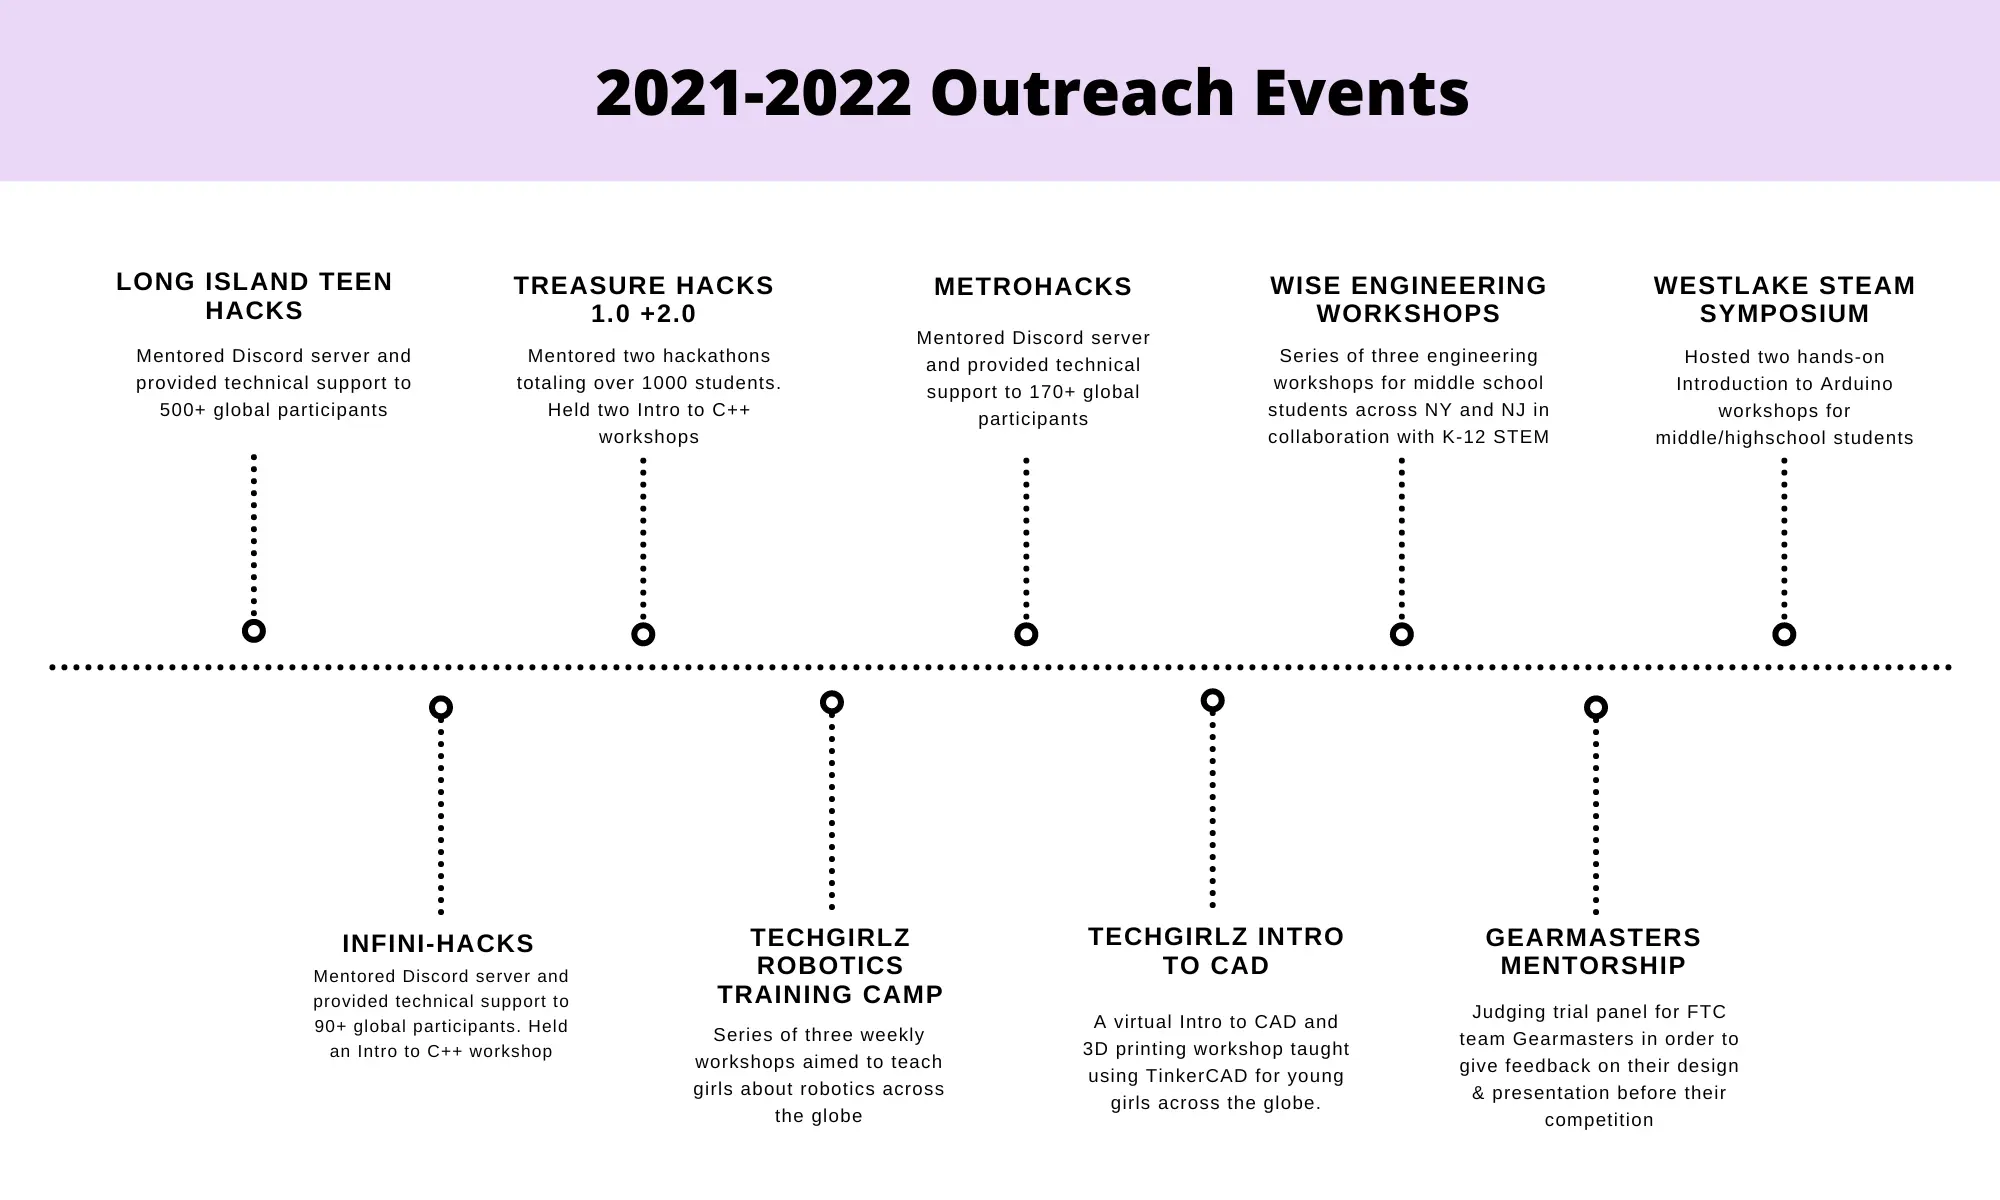 2021-2022 Outreach Events
LONG ISLAND TEEN
HACKS
Mentored Discord server and
provided technical support to
500+ global participants
TREASURE HACKS
1.0 +2.0
Mentored two hackathons
totaling over 1000 students.
Held two Intro to C++
workshops
METROHACKS
Mentored Discord server
and provided technical
support to 170+ global
participants
WISE ENGINEERING
WORKSHOPS
Series of three engineering
workshops for middle school
students across NY and NJ in
collaboration with K-12 STEM
WESTLAKE STEAM
SYMPOSIUM
Hosted two hands-on
Introduction to Arduino
workshops for
middle/highschool students
INFINI-HACKS
Mentored Discord server and
provided technical support to
90+ global participants. Held
an Intro to C++ workshop
TECHGIRLZ
ROBOTICS
TRAINING CAMP
Series of three weekly
workshops aimed to teach
girls about robotics across
the globe
TECHGIRLZ INTRO
TO CAD
A virtual Intro to CAD and
3D printing workshop taught
using TinkerCAD for young
girls across the globe.
GEARMASTERS
MENTORSHIP
Judging trial panel for FTC
team Gearmasters in order to
give feedback on their design
& presentation before their
competition